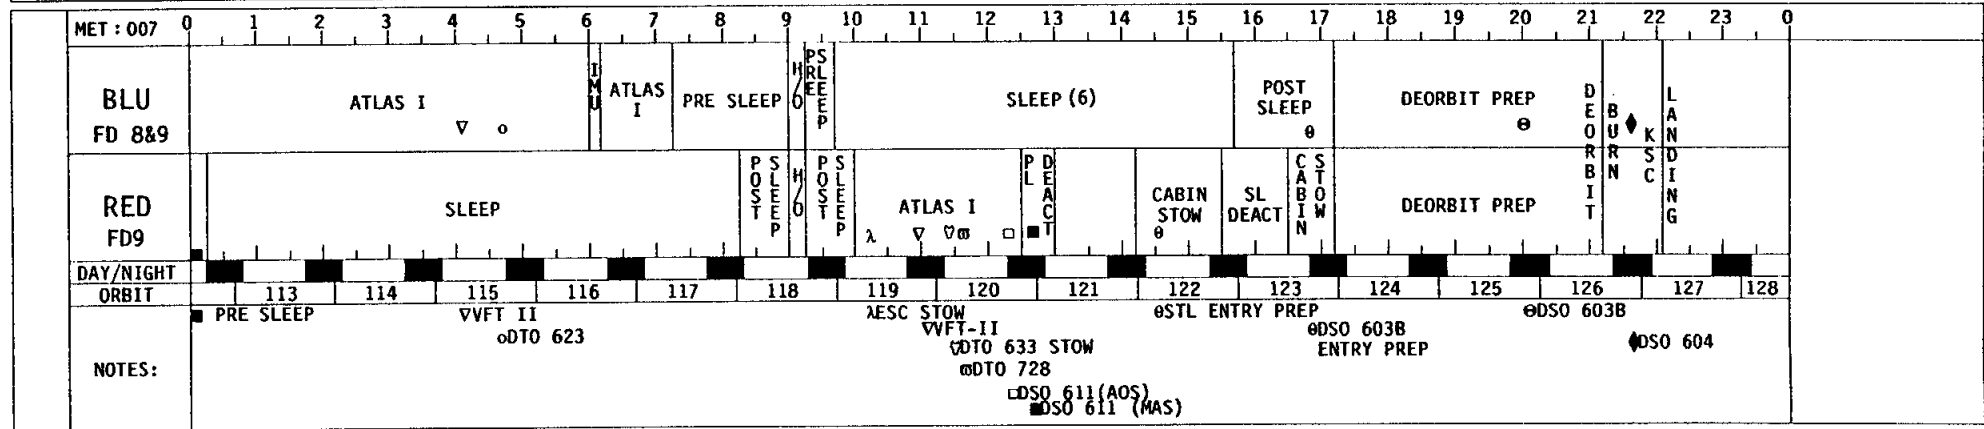 MET : 007 0 1 2 3 4 5 6 7 8 9 10 11 12 13 14 15 16 17 18 19 20 21 22 23 0
BLU
FD 8&9
ATLAS I
IMU
ATLAS
I
PRE SLEEP
H/O
PRE
SLEEP
SLEEP (6)
POST
SLEEP
θ
DEORBIT PREP
DEORBIT
BURN
KSC
LANDING
RED
FD9
SLEEP
POST
SLEEP
H/O
POST
SLEEP
ATLAS I
λ
PL
DEACT
CABIN
STOW
θ
SL
DEACT
CABIN
STOW
DEORBIT PREP
DAY/NIGHT
ORBIT 113 114 115 116 117 118 119 120 121 122 123 124 125 126 127 128
NOTES:
■ PRE SLEEP
▽VFT II
oDTO 623
λESC STOW
▽VFT-II
DTO 633 STOW
DTO 728
□DSO 611(AOS)
■DSO 611 (MAS)
θSTL ENTRY PREP
θDSO 603B
ENTRY PREP
⊖DSO 603B
♦DSO 604